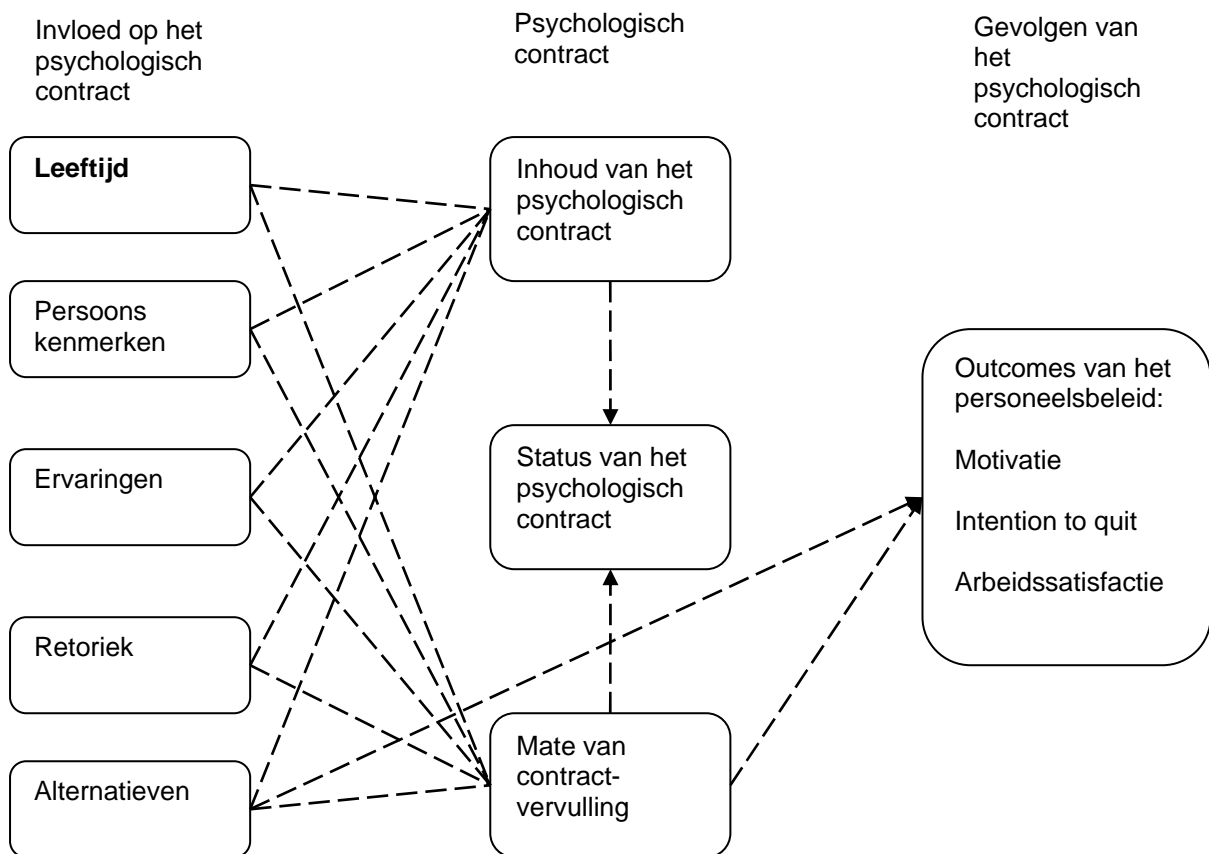 Invloed op het
psychologisch
contract
Psychologisch
contract
Gevolgen van
het
psychologisch
contract
Leeftijd
Persoons
kenmerken
Ervaringen
Retoriek
Alternatieven
Inhoud van het
psychologisch
contract
Status van het
psychologisch
contract
Mate van
contract-
vervulling
Outcomes van het
personeelsbeleid:
Motivatie
Intention to quit
Arbeidssatisfactie